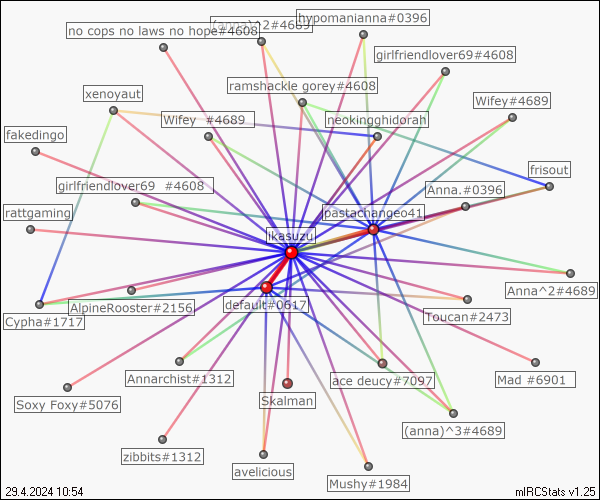 hypomanianna#0396
(anna)^2#4689
no cops no laws no hope#4608
girlfriendlover69#4608
ramshackle gorey#4608
xenoyaut
Wifey#4689
Wifey #4689
neokingghidorah
fakedingo
frisout
girlfriendlover69 #4608
Anna.#0396
rattgaming
pastachangeo41
ikasuzu
Anna^2#4689
default#0617
AlpineRooster#2156
Toucan#2473
Cypha#1717
Annarchist#1312
ace deucy#7097
Mad #6901
Skalman
Soxy Foxy#5076
(anna)^3#4689
zibbits#1312
avelicious
Mushy#1984
29.4.2024 10:54
mIRCStats v1.25